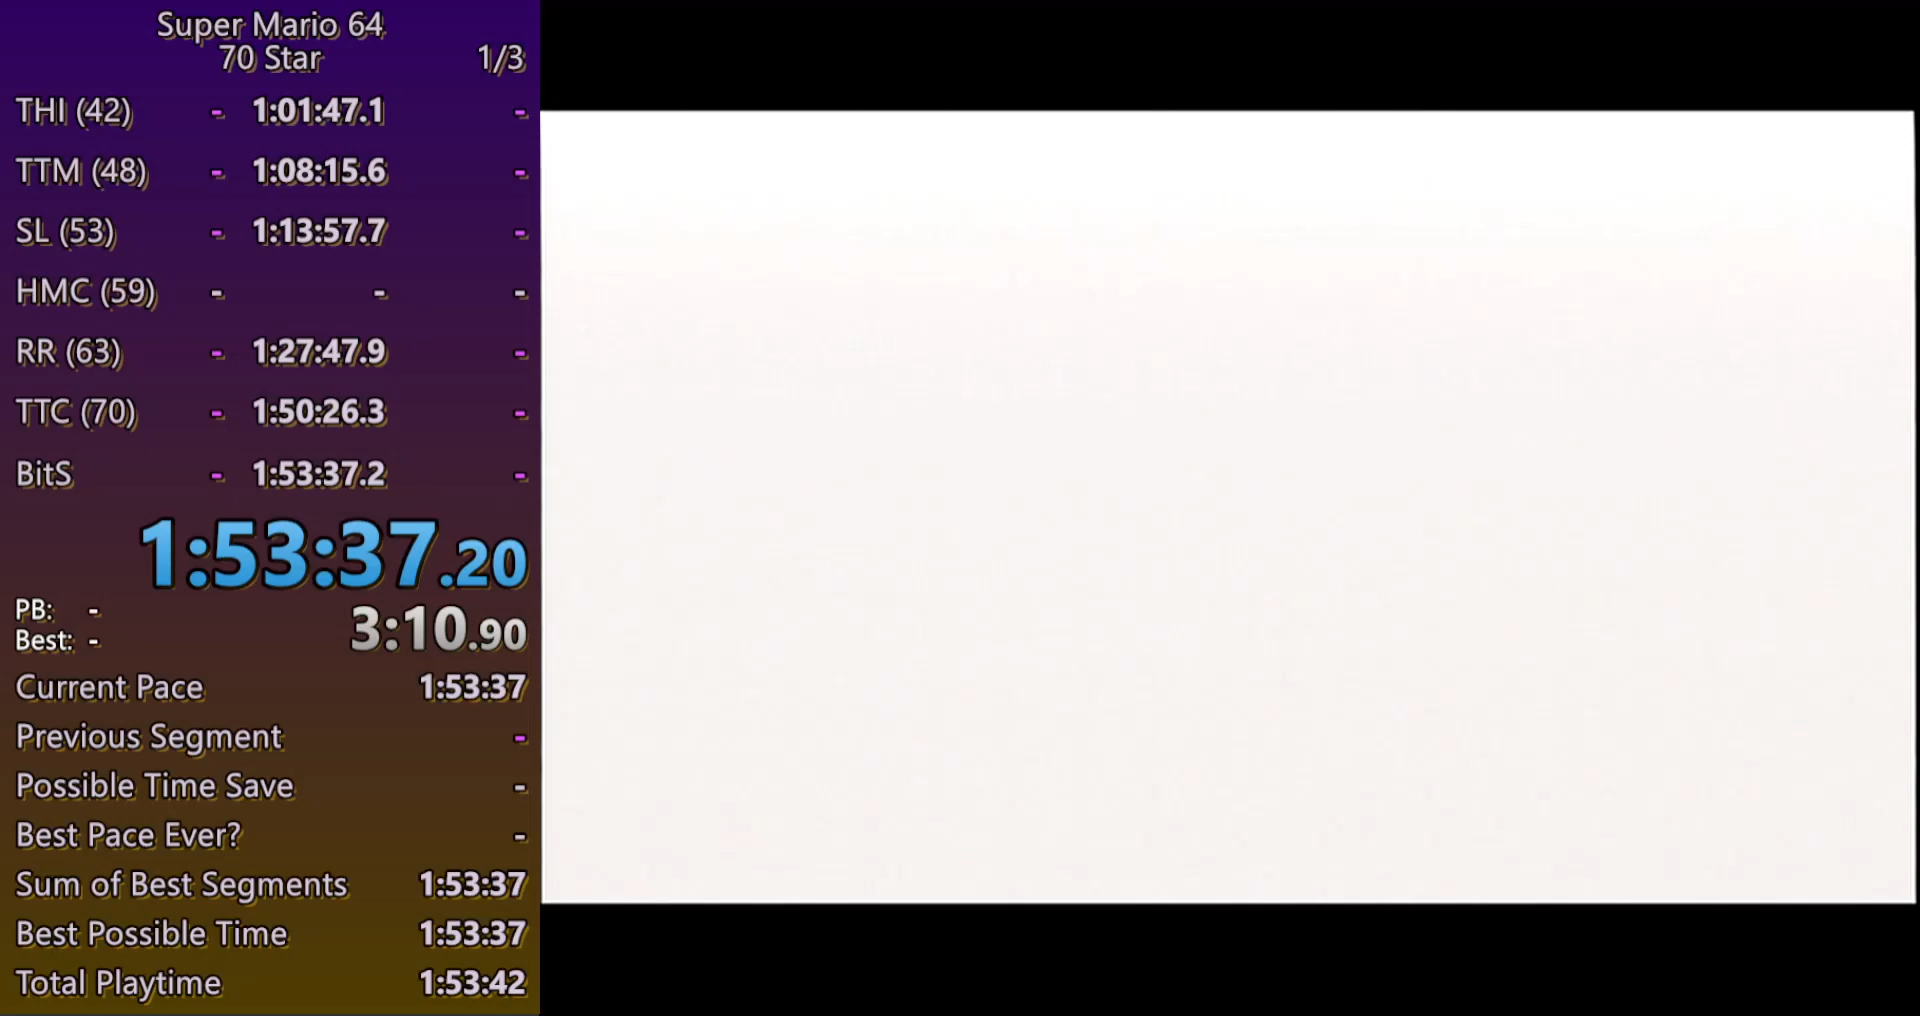 Super Mario 64
70 Star 1/3
THI (42) - 1:01:47.1 -
TTM (48) - 1:08:15.6 -
SL (53) - 1:13:57.7 -
HMC (59) - - -
RR (63) - 1:27:47.9 -
TTC (70) - 1:50:26.3 -
BitS - 1:53:37.2 -
1:53:37.20
PB: - 3:10.90
Best: -
Current Pace 1:53:37
Previous Segment -
Possible Time Save -
Best Pace Ever? -
Sum of Best Segments 1:53:37
Best Possible Time 1:53:37
Total Playtime 1:53:42